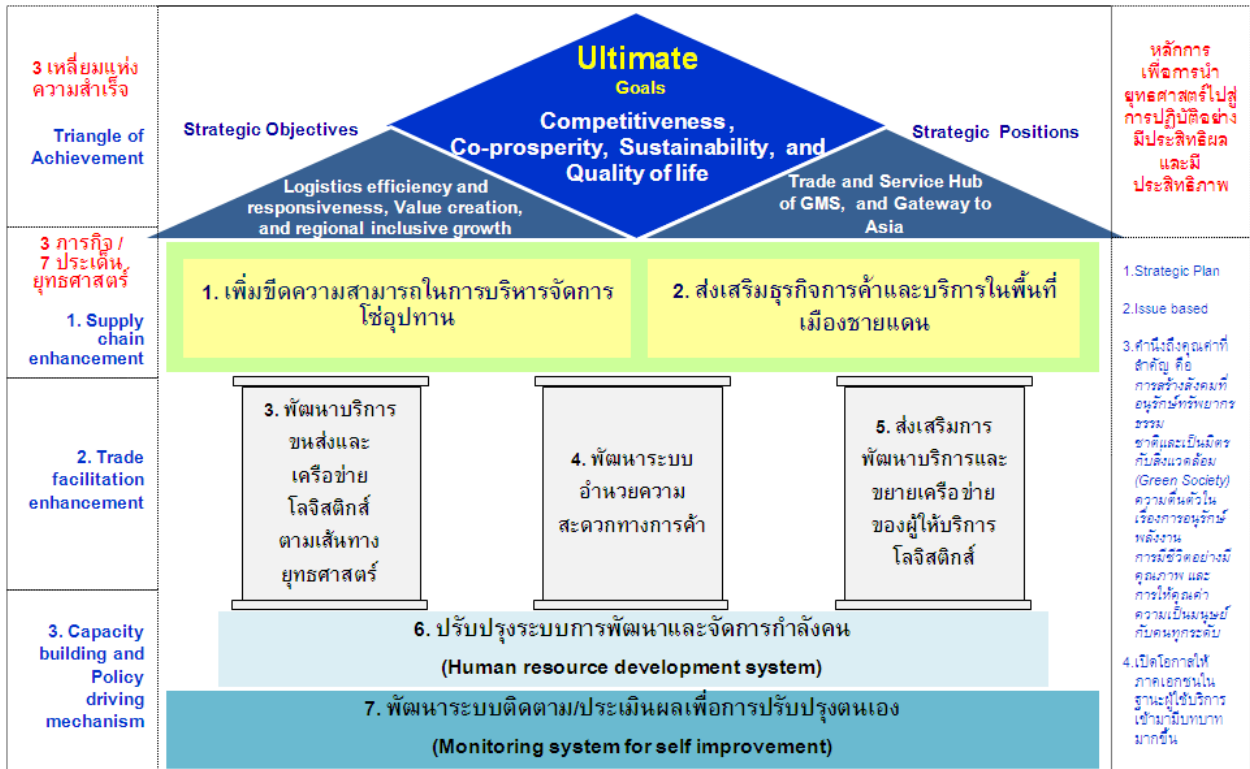 3 เหลี่ยมแห่ง
ความสำเร็จ
Triangle of
Achievement
Strategic Objectives
Ultimate
Goals
Competitiveness,
Co-prosperity, Sustainability, and
Quality of life
Strategic Positions
Logistics efficiency and
responsiveness, Value creation,
and regional inclusive growth
Trade and Service Hub
of GMS, and Gateway to
Asia
หลักการ
เพื่อการนำ
ยุทธศาสตร์ไปสู่
การปฏิบัติอย่าง
มีประสิทธิผล
และมี
ประสิทธิภาพ
3 ภารกิจ /
7 ประเด็น
ยุทธศาสตร์
1. Supply
chain
enhancement
1. เพิ่มขีดความสามารถในการบริหารจัดการ
โซ่อุปทาน
2. ส่งเสริมธุรกิจการค้าและบริการในพื้นที่
เมืองชายแดน
2. Trade
facilitation
enhancement
3. พัฒนาบริการ
ขนส่งและ
เครือข่าย
โลจิสติกส์
ตามเส้นทาง
ยุทธศาสตร์
4. พัฒนาระบบ
อำนวยความ
สะดวกทางการค้า
5. ส่งเสริมการ
พัฒนาบริการและ
ขยายเครือข่าย
ของผู้ให้บริการ
โลจิสติกส์
3. Capacity
building and
Policy
driving
mechanism
6. ปรับปรุงระบบการพัฒนาและจัดการกำลังคน
(Human resource development system)
7. พัฒนาระบบติดตาม/ประเมินผลเพื่อการปรับปรุงตนเอง
(Monitoring system for self improvement)
1.Strategic Plan
2.Issue based
3.คำนึงถึงคุณค่าที่
สำคัญ คือ
การสร้างสังคมที่
อนุรักษ์ทรัพยากร
ธรรม
ชาติและเป็นมิตร
กับสิ่งแวดล้อม
(Green Society)
ความตื่นตัวใน
เรื่องการอนุรักษ์
พลังงาน
การมีชีวิตอย่างมี
คุณภาพ และ
การให้คุณค่า
ความเป็นมนุษย์
กับคนทุกระดับ
4.เปิดโอกาสให้
ภาคเอกชนใน
ฐานะผู้ใช้บริการ
เข้ามามีบทบาท
มากขึ้น